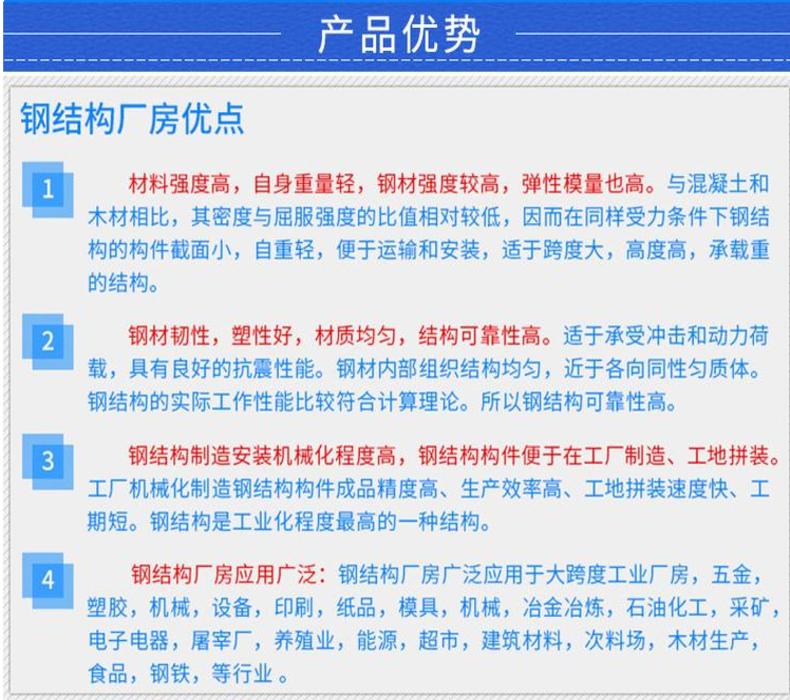 产品优势
钢结构厂房优点
1
材料强度高，自身重量轻，钢材强度较高，弹性模量也高。与混凝土和
木材相比，其密度与屈服强度的比值相对较低，因而在同样受力条件下钢结
构的构件截面小，自重轻，便于运输和安装，适于跨度大，高度高，承载重
的结构。
2
钢材韧性，塑性好，材质均匀，结构可靠性高。适于承受冲击和动力荷
载，具有良好的抗震性能。钢材内部组织结构均匀，近于各向同性匀质体。
钢结构的实际工作性能比较符合计算理论。所以钢结构可靠性高。
3
钢结构制造安装机械化程度高，钢结构构件便于在工厂制造、工地拼装。
工厂机械化制造钢结构构件成品精度高、生产效率高、工地拼装速度快、工
期短。钢结构是工业化程度最高的一种结构。
4
钢结构厂房应用广泛：钢结构厂房广泛应用于大跨度工业厂房，五金，
塑胶，机械，设备，印刷，纸品，模具，机械，冶金冶炼，石油化工，采矿，
电子电器，屠宰厂，养殖业，能源，超市，建筑材料，次料场，木材生产，
食品，钢铁，等行业。